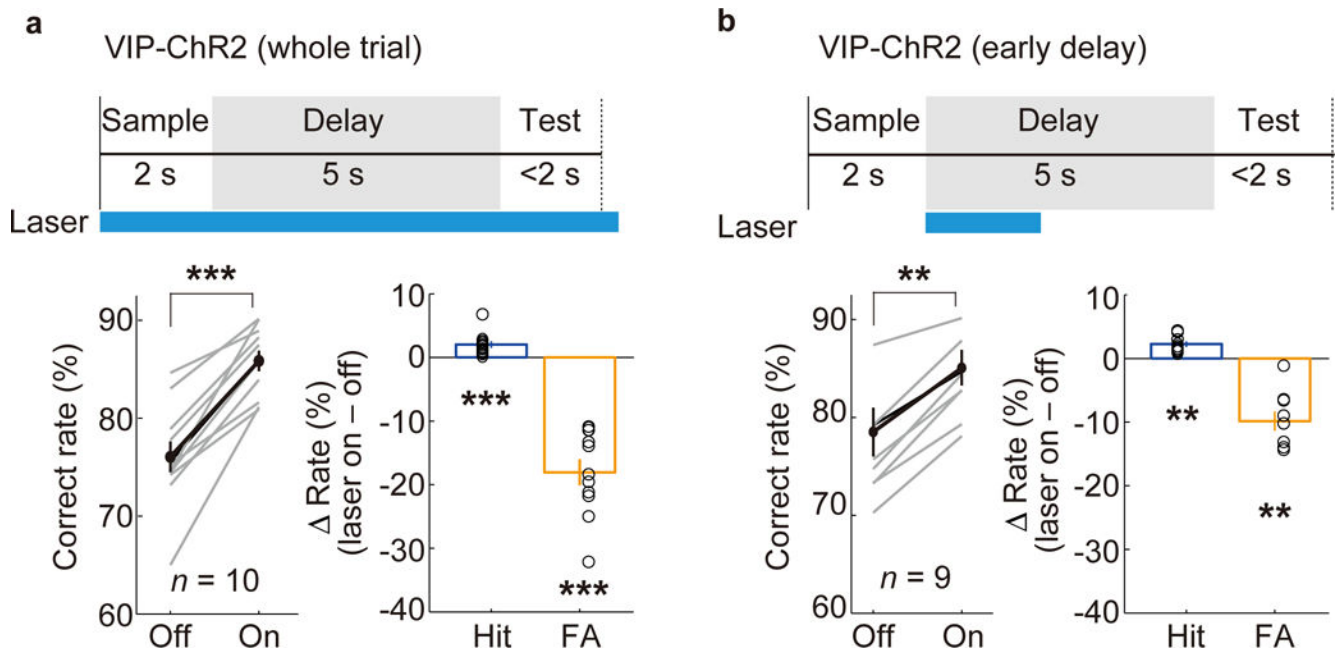 a
VIP-ChR2 (whole trial)
Sample Delay Test
2 s 5 s <2 s
Laser
***
Correct rate (%)
90
80
70
60
n = 10
Off On
Δ Rate (%)
(laser on – off)
10
0
-10
-20
-30
-40
***
***
Hit FA
b
VIP-ChR2 (early delay)
Sample Delay Test
2 s 5 s <2 s
Laser
**
Correct rate (%)
90
80
70
60
n = 9
Off On
Δ Rate (%)
(laser on – off)
10
0
-10
-20
-30
-40
**
**
Hit FA